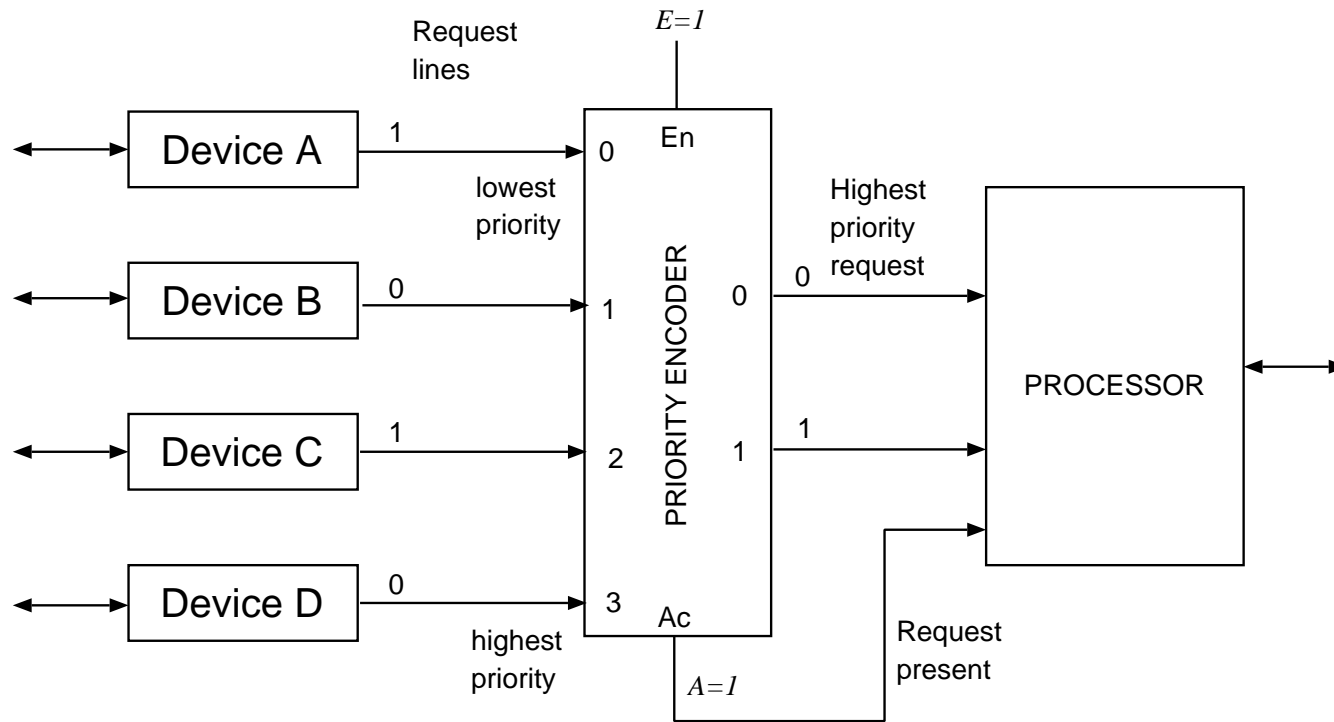 E=1
Request
lines
Device A
1
0
En
lowest
priority
Highest
priority
request
Device B
0
1
PRIORITY ENCODER
0
0
PROCESSOR
Device C
1
2
1
1
Device D
0
3
Ac
highest
priority
A=1
Request
present